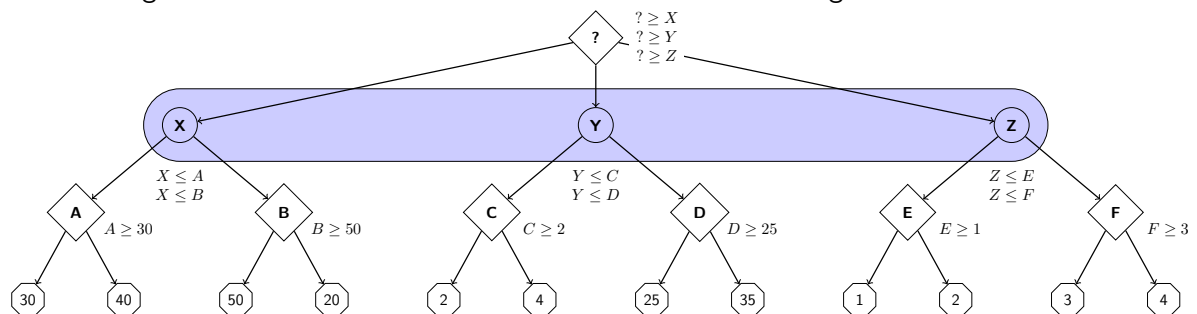 ? ≥ X
? ≥ Y
? ≥ Z
?
X Y Z
X ≤ A Y ≤ C Z ≤ E
X ≤ B Y ≤ D Z ≤ F
A B C D E F
A ≥ 30 B ≥ 50 C ≥ 2 D ≥ 25 E ≥ 1 F ≥ 3
30 40 50 20 2 4 25 35 1 2 3 4